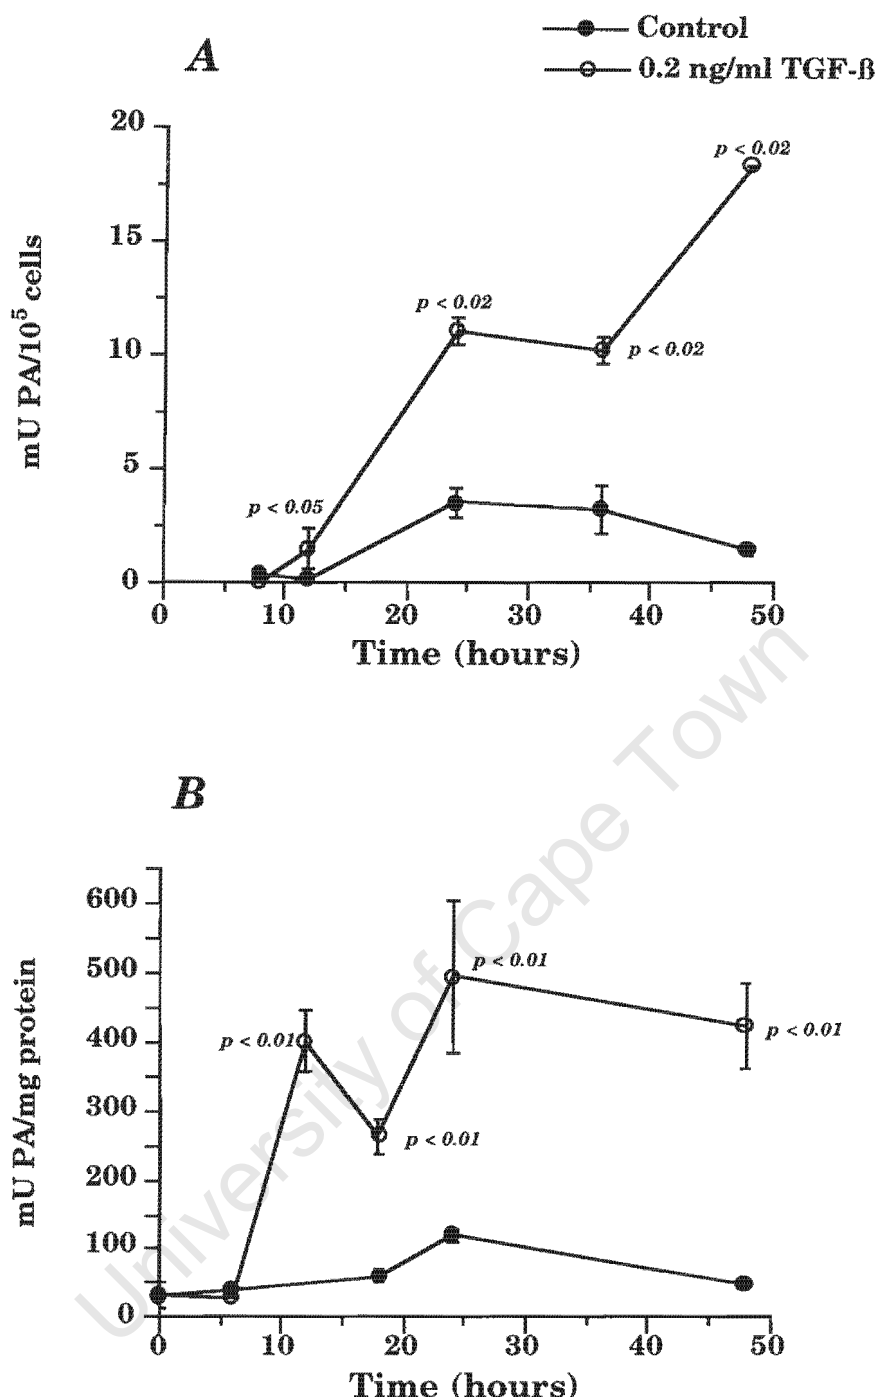 Control
0.2 ng/ml TGF-ß
A
p < 0.02
20
15
10
5
0
mU PA/10⁵ cells
p < 0.02
p < 0.02
p < 0.05
0 10 20 30 40 50
Time (hours)
B
600
500
400
300
200
100
0
mU PA/mg protein
p < 0.01
p < 0.01
p < 0.01
p < 0.01
0 10 20 30 40 50
Time (hours)
University of Cape Town